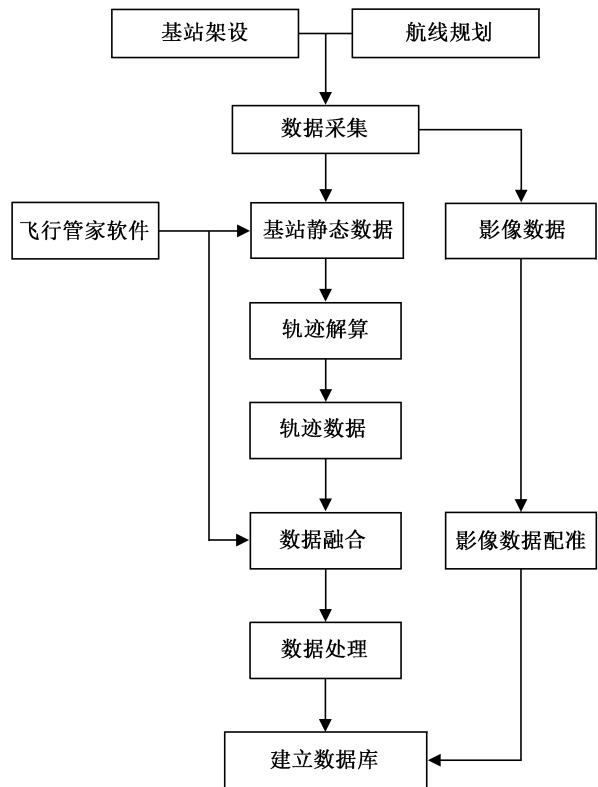 基站架设
航线规划
数据采集
飞行管家软件
基站静态数据
影像数据
轨迹解算
轨迹数据
数据融合
影像数据配准
数据处理
建立数据库